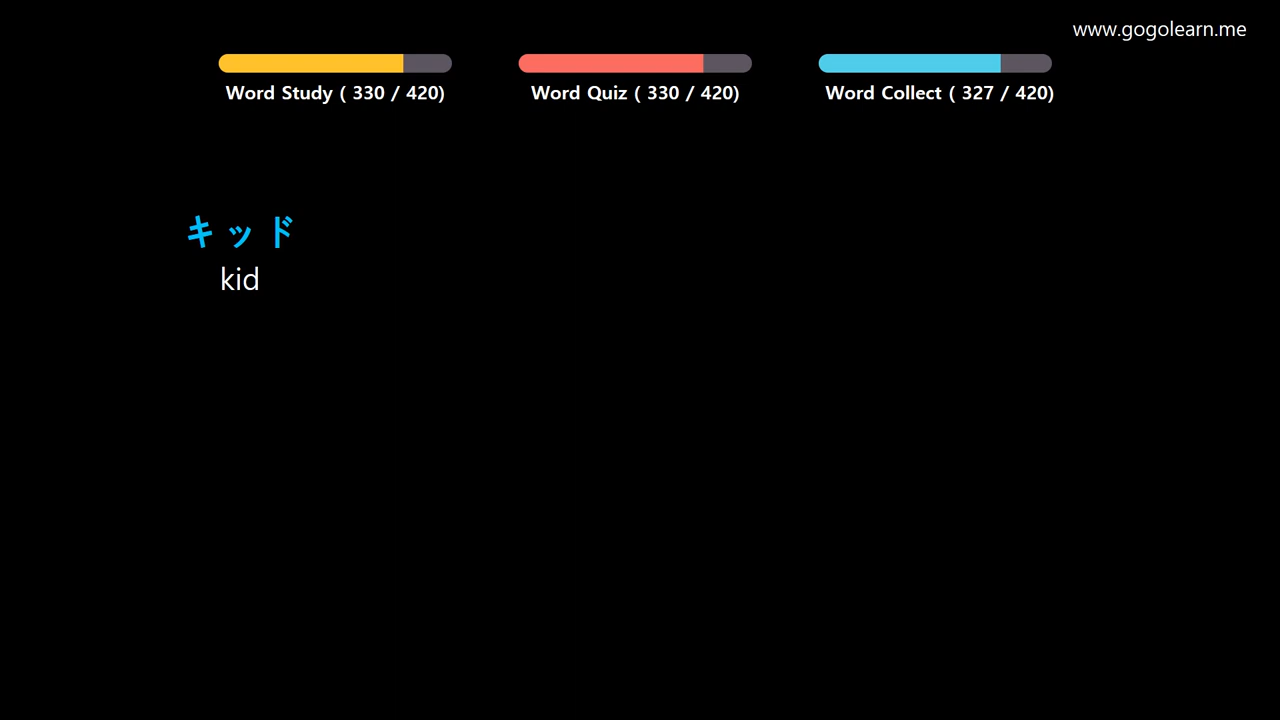 www.gogolearn.me
Word Study ( 330 / 420)
Word Quiz ( 330 / 420)
Word Collect ( 327 / 420)
キッド
kid